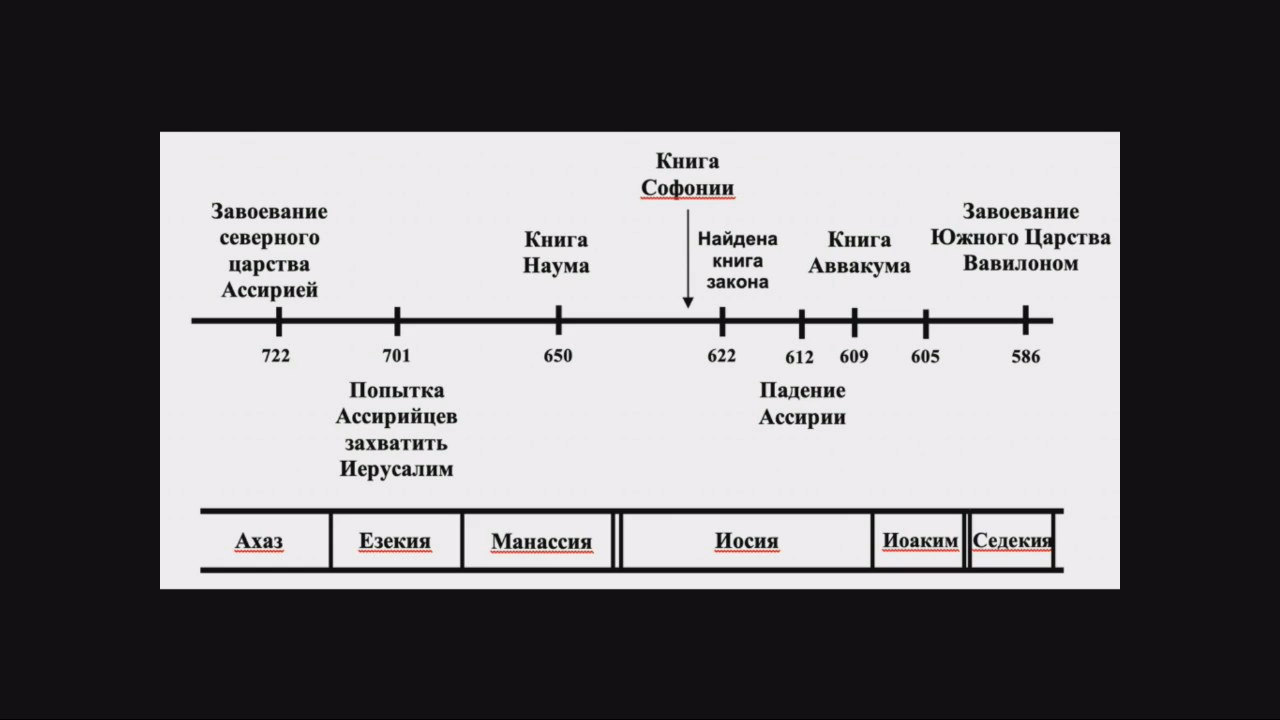 Книга
Софонии
Завоевание
северного
царства
Ассирией
Книга
Наума
Найдена
книга
закона
Книга
Аввакума
Завоевание
Южного Царства
Вавилоном
722 701 650 622 612 609 605 586
Попытка
Ассирийцев
захватить
Иерусалим
Падение
Ассирии
Ахаз Езекия Манассия Иосия Иоаким Седекия